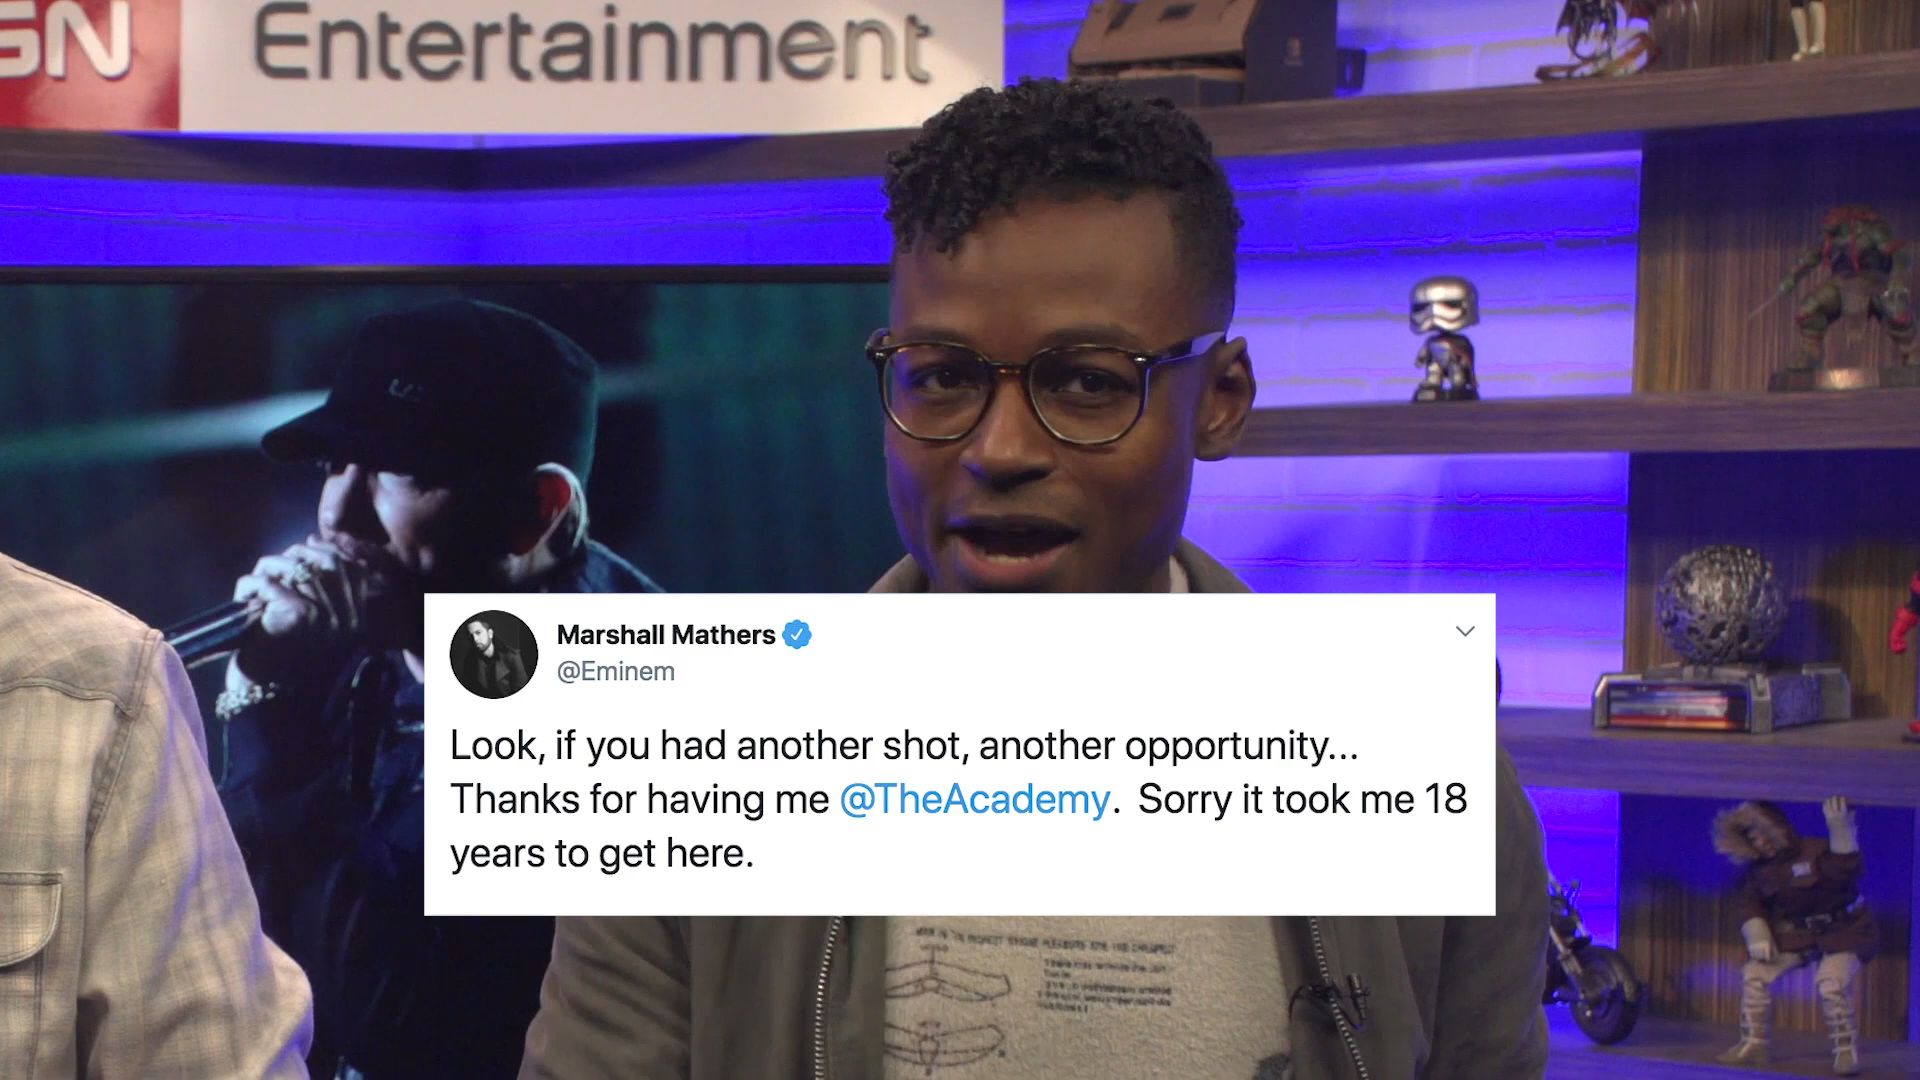 GN Entertainment
Marshall Mathers
@Eminem
Look, if you had another shot, another opportunity...
Thanks for having me @TheAcademy. Sorry it took me 18
years to get here.